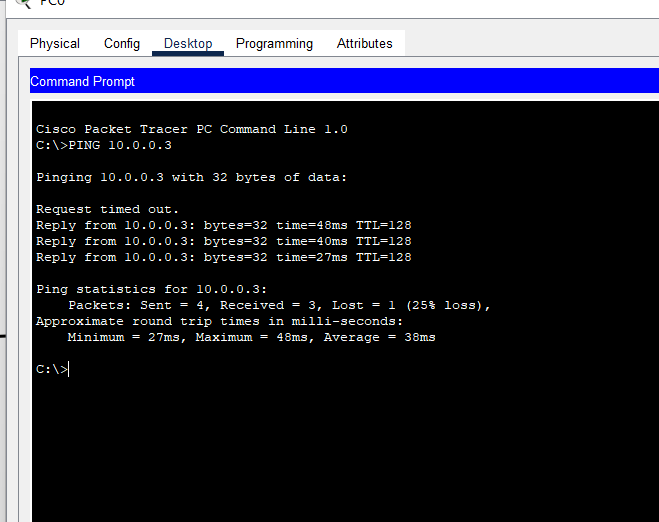 PC0
Physical Config Desktop Programming Attributes
Command Prompt
Cisco Packet Tracer PC Command Line 1.0
C:\>PING 10.0.0.3
Pinging 10.0.0.3 with 32 bytes of data:
Request timed out.
Reply from 10.0.0.3: bytes=32 time=48ms TTL=128
Reply from 10.0.0.3: bytes=32 time=40ms TTL=128
Reply from 10.0.0.3: bytes=32 time=27ms TTL=128
Ping statistics for 10.0.0.3:
Packets: Sent = 4, Received = 3, Lost = 1 (25% loss),
Approximate round trip times in milli-seconds:
Minimum = 27ms, Maximum = 48ms, Average = 38ms
C:\>